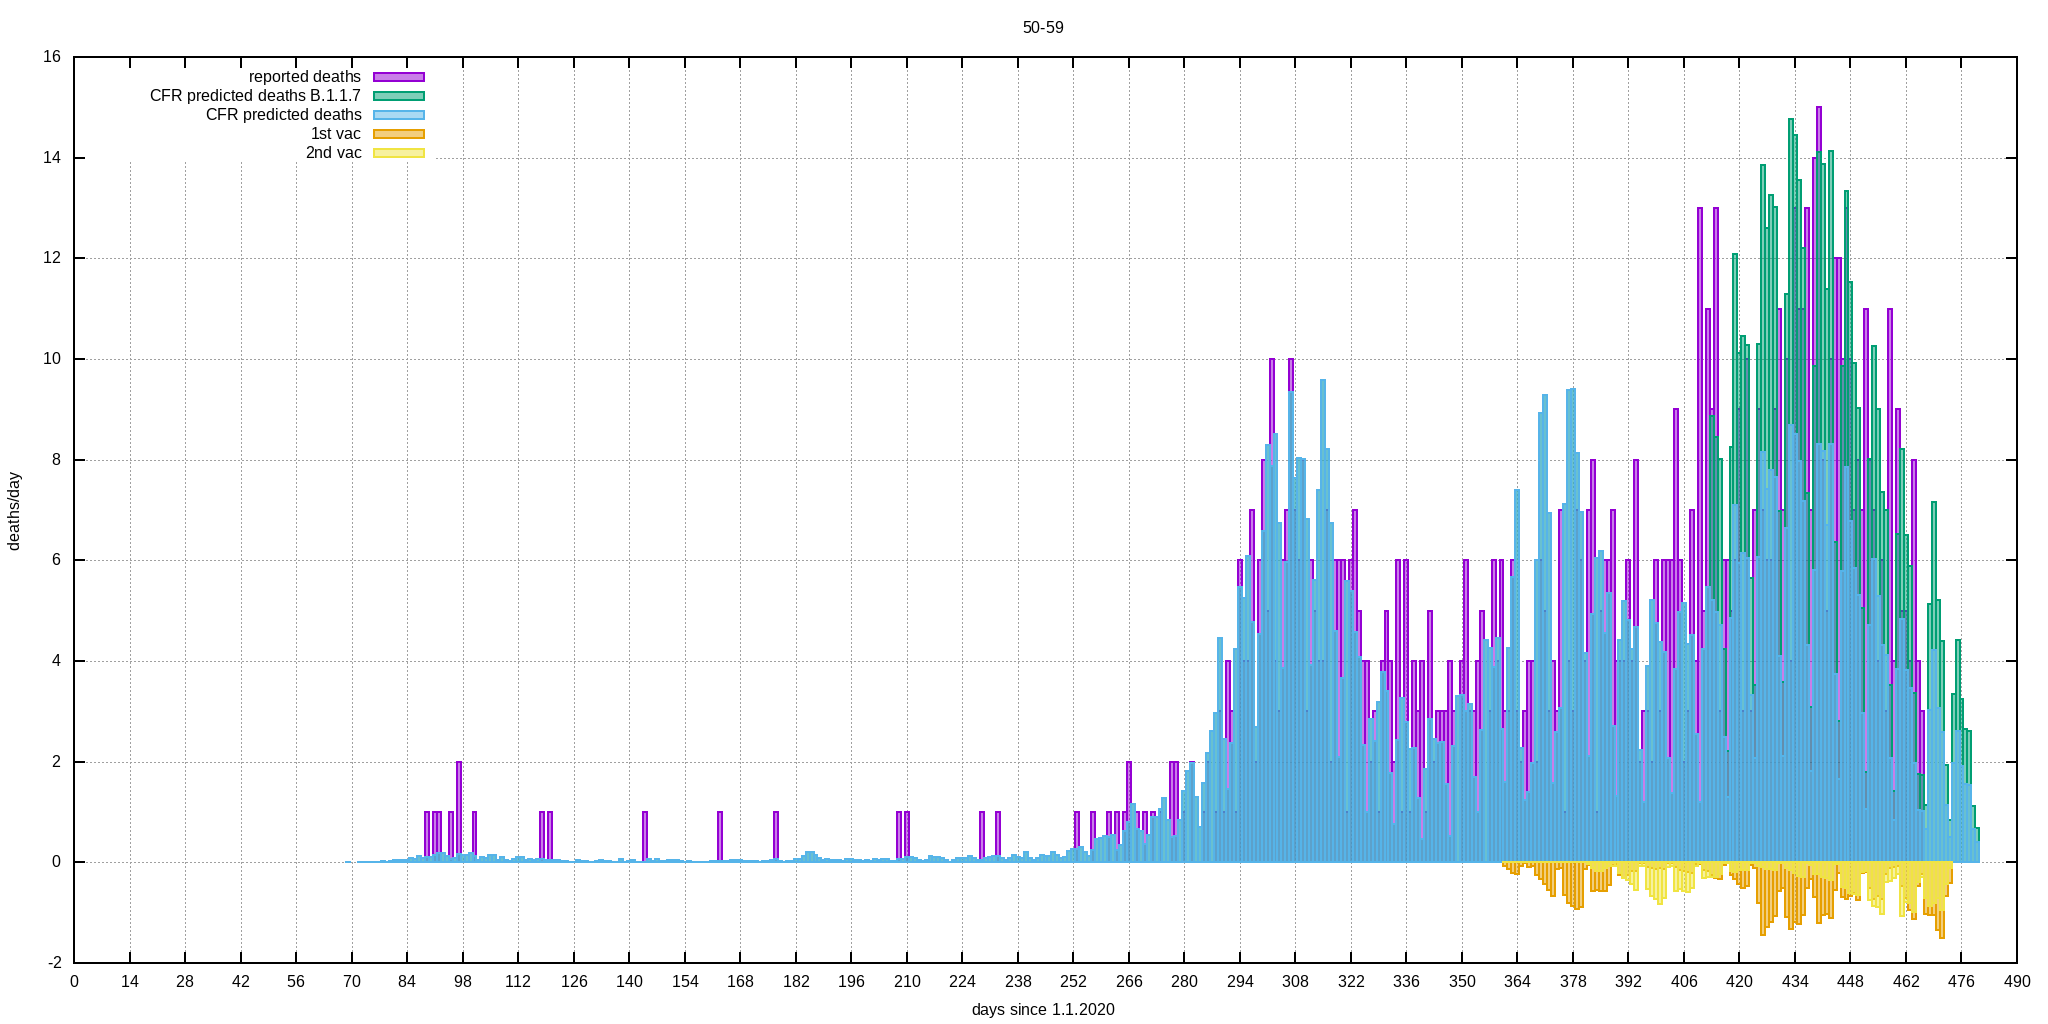 50-59
reported deaths
CFR predicted deaths B.1.1.7
CFR predicted deaths
1st vac
2nd vac
16
14
12
10
8
6
4
2
0
-2
deaths/day
0 14 28 42 56 70 84 98 112 126 140 154 168 182 196 210 224 238 252 266 280 294 308 322 336 350 364 378 392 406 420 434 448 462 476 490
days since 1.1.2020